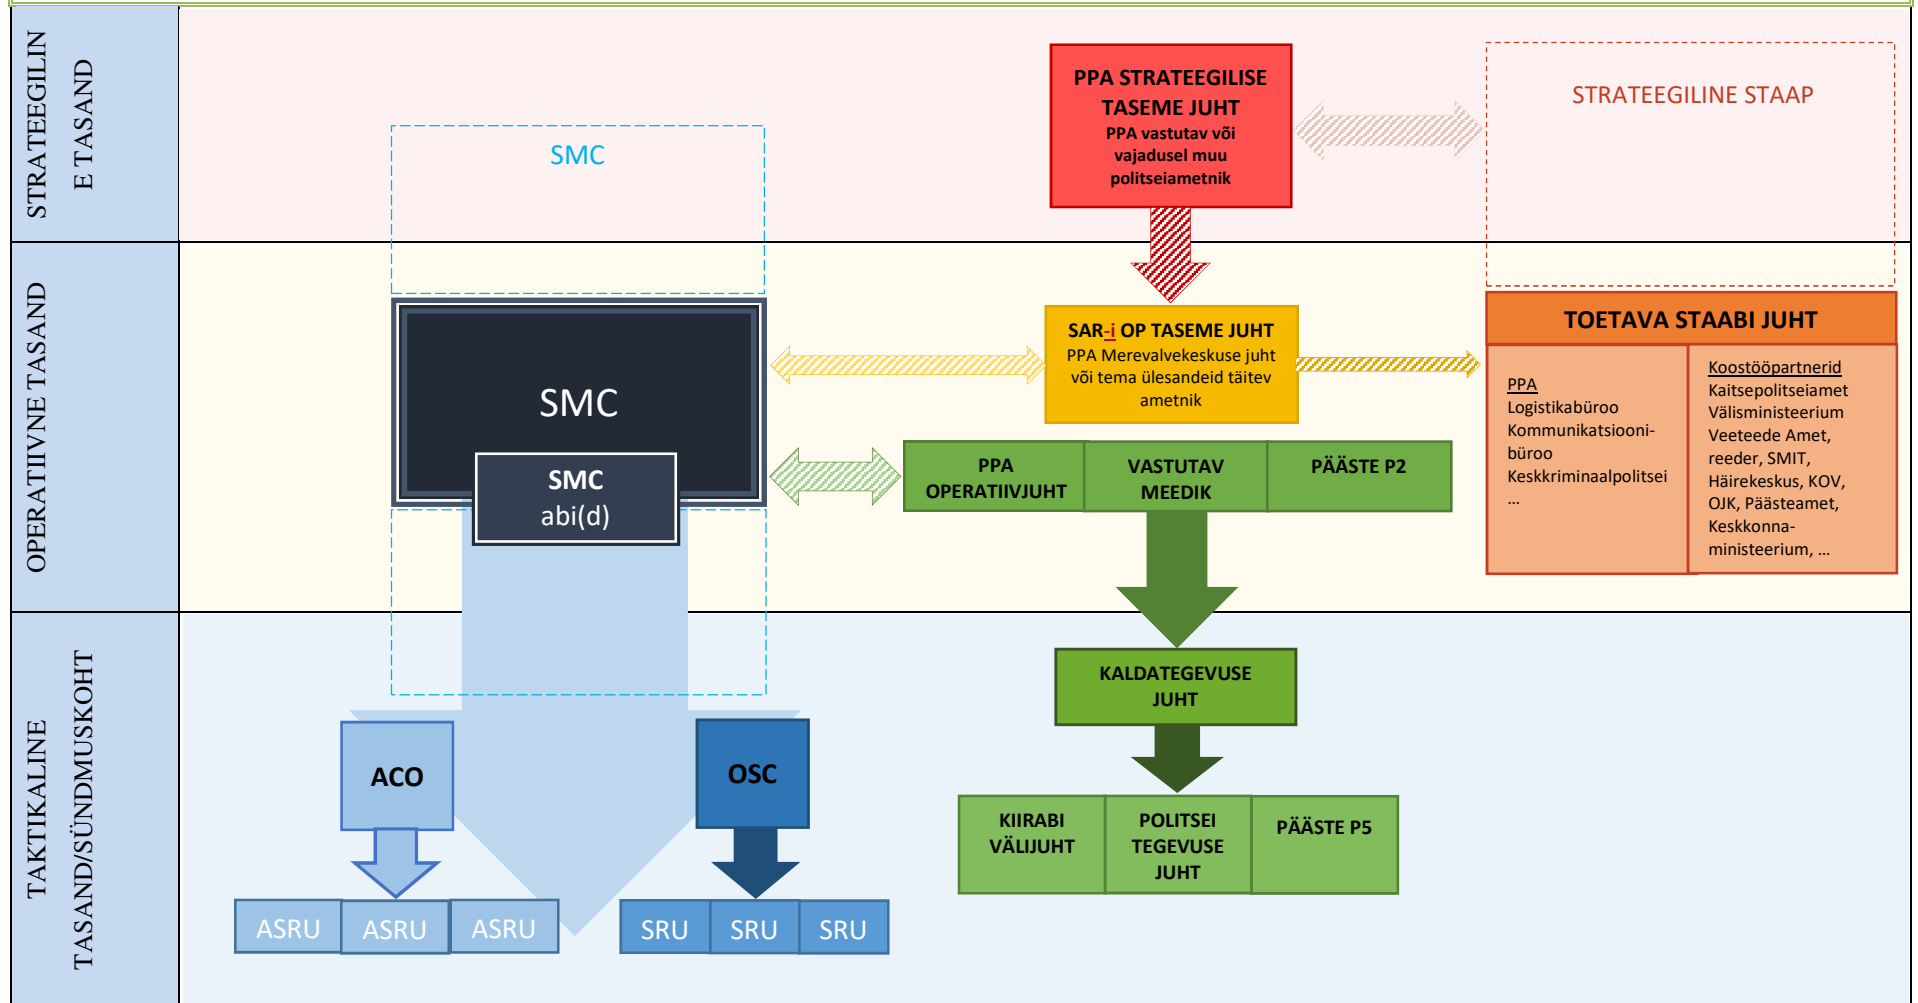 STRATEEGILIN
E TASAND
SMC
PPA STRATEEGILISE
TASEME JUHT
PPA vastutav või
vajadusel muu
politseiametnik
STRATEEGILINE STAAP
OPERATIIVNE TASAND
SMC
SMC
abi(d)
SAR-i OP TASEME JUHT
PPA Merevalvekeskuse juht
või tema ülesandeid täitev
ametnik
PPA
OPERATIIVJUHT
VASTUTAV
MEEDIK
PÄÄSTE P2
TOETAVA STAABI JUHT
PPA
Logistikabüroo
Kommunikatsiooni-
büroo
Keskkriminaalpolitsei
...
Koostööpartnerid
Kaitsepolitseiamet
Välisministeerium
Veeteede Amet,
reeder, SMIT,
Häirekeskus, KOV,
OJK, Päästeamet,
Keskkonna-
ministeerium, ...
TAKTIKALINE
TASAND/SÜNDMUSKOHT
ACO
OSC
ASRU
ASRU
ASRU
SRU
SRU
SRU
KALDATEGEVUSE
JUHT
KIIRABI
VÄLIJUHT
POLITSEI
TEGEVUSE
JUHT
PÄÄSTE P5